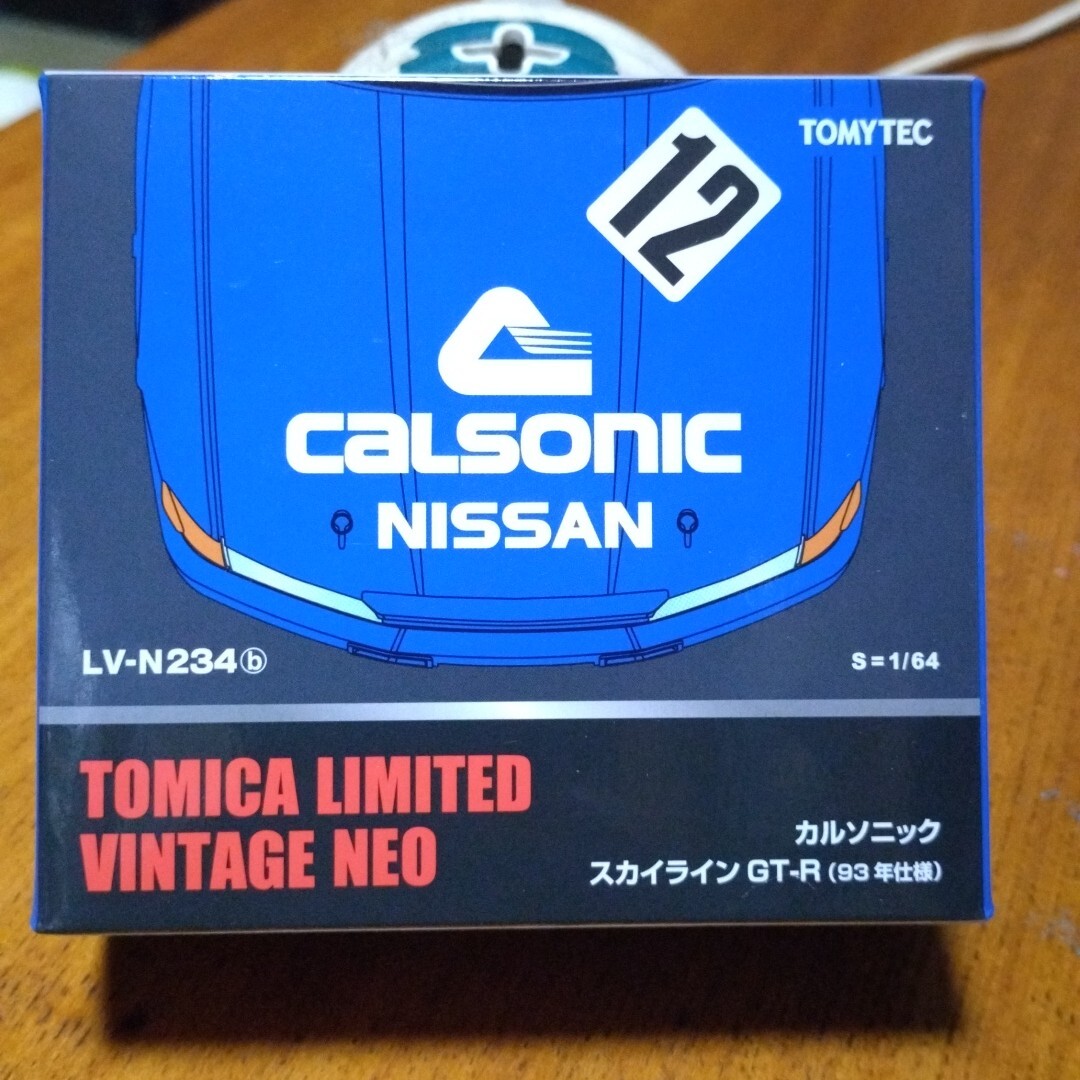 TOMYTEC
12
CALSONIC
NISSAN
LV-N234ⓑ
S=1/64
TOMICA LIMITED
VINTAGE NEO
カルソニック
スカイライン GT-R (93年仕様)